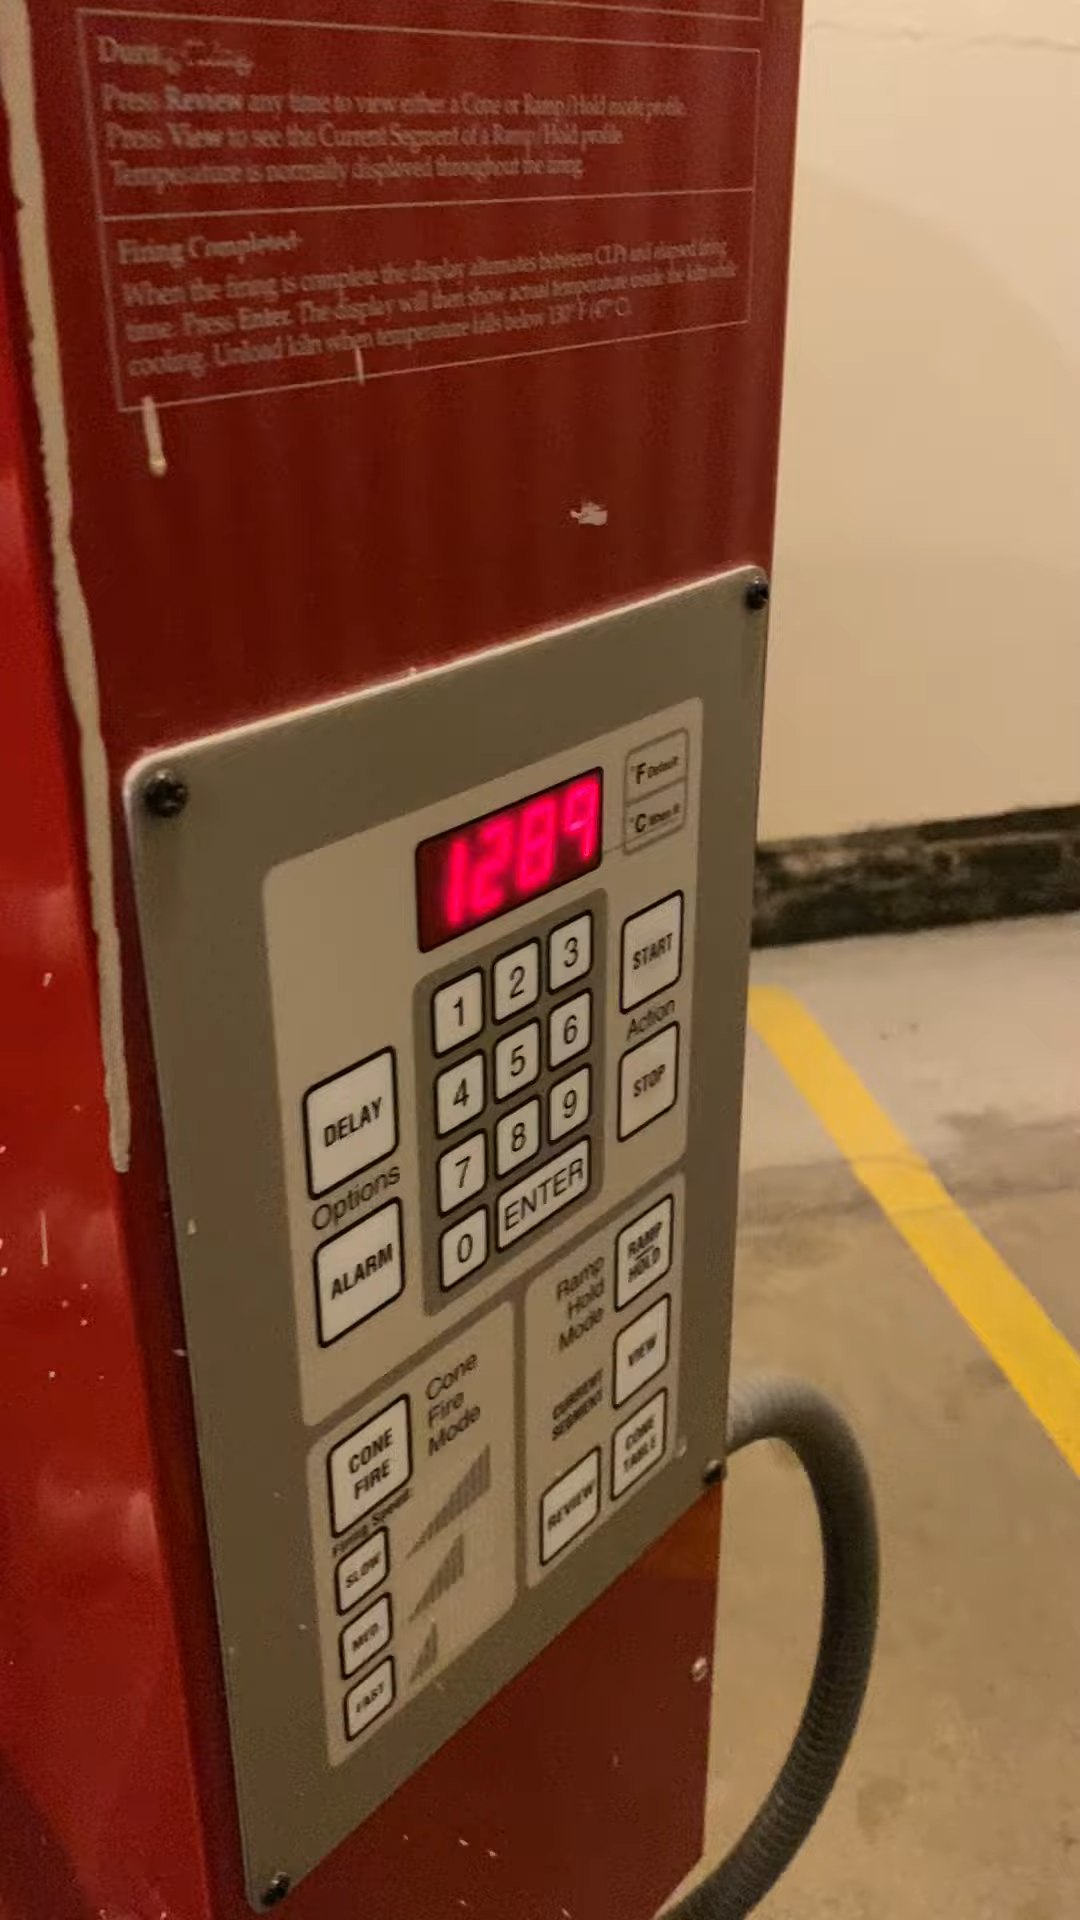 During Firing
Press Review any time to view either a Cone or Ramp/Hold mode profile.
Press View to see the Current Segment of a Ramp/Hold profile
Temperature is normally displayed throughout the firing.
Firing Completed
When the firing is complete the display alternates between CLPt and elapsed firing
time. Press Enter. The display will then show actual temperature inside the kiln while
cooling. Unload kiln when temperature falls below 130° F (47° C).
1289
°F Default
°C When lit
1
2
3
START
Action
4
5
6
STOP
DELAY
Options
7
8
9
ALARM
0
ENTER
Ramp
Hold
Mode
RAMP
HOLD
VIEW
CURRENT
SEGMENT
CONE
TABLE
REVIEW
Cone
Fire
Mode
CONE
FIRE
Firing Speed:
SLOW
MED.
FAST